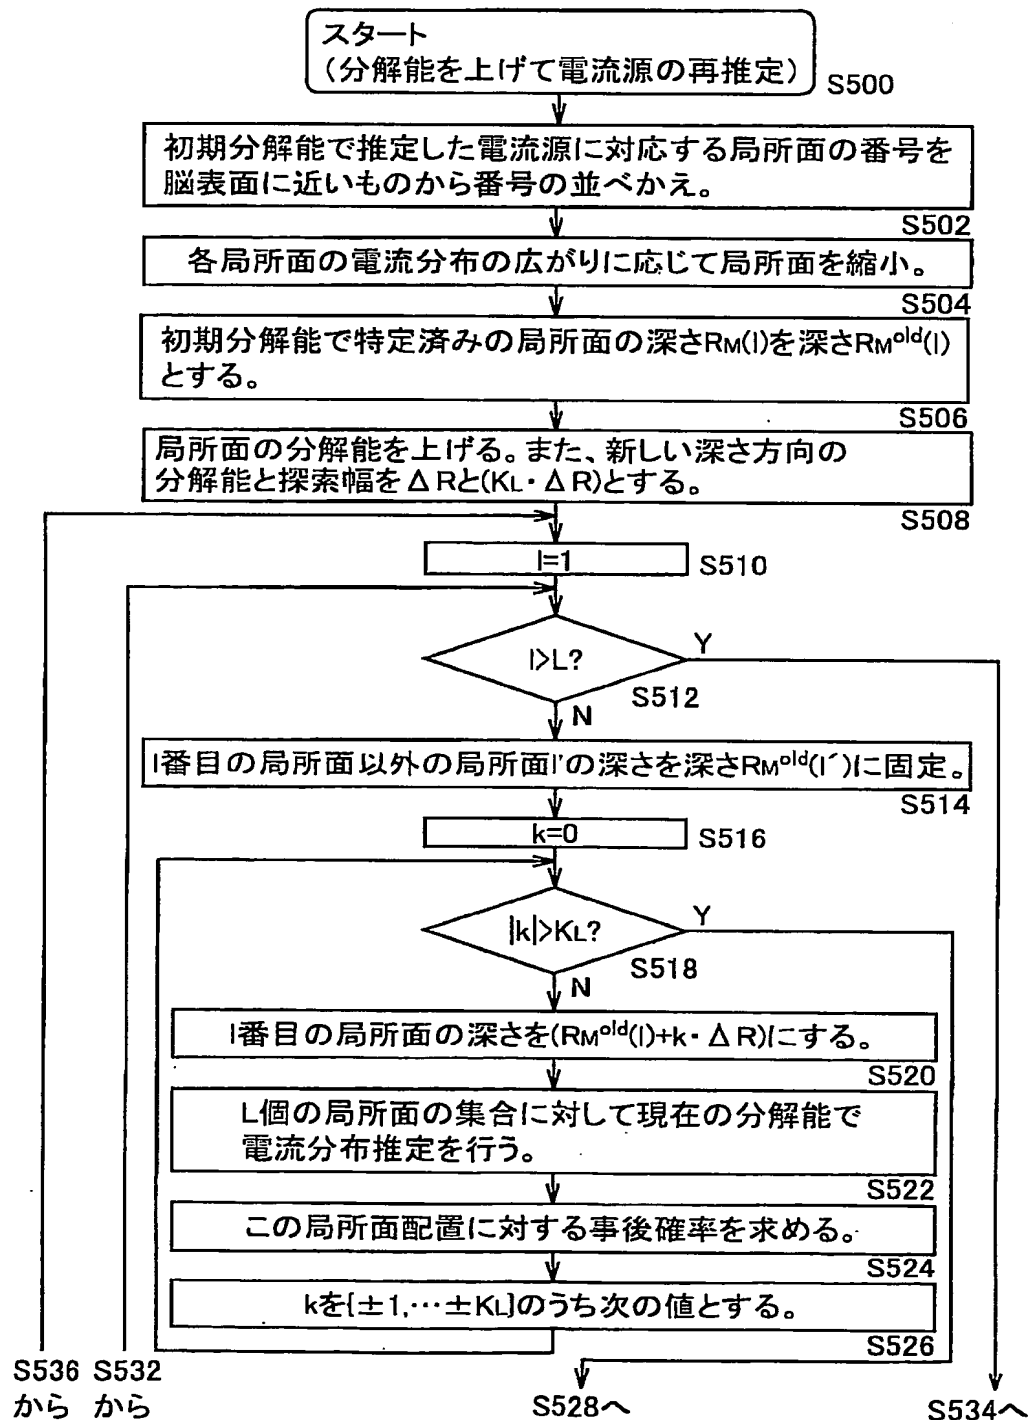 スタート
(分解能を上げて電流源の再推定)
S500
初期分解能で推定した電流源に対応する局所面の番号を
脳表面に近いものから番号の並べかえ。
S502
各局所面の電流分布の広がりに応じて局所面を縮小。
S504
初期分解能で特定済みの局所面の深さRM(l)を深さRM^old(l)
とする。
S506
局所面の分解能を上げる。また、新しい深さ方向の
分解能と探索幅をΔRと(KL・ΔR)とする。
S508
l=1
S510
l>L?
Y
S512
N
l番目の局所面以外の局所面l'の深さを深さRM^old(l')に固定。
S514
k=0
S516
|k|>KL?
Y
S518
N
l番目の局所面の深さを(RM^old(l)+k・ΔR)にする。
S520
L個の局所面の集合に対して現在の分解能で
電流分布推定を行う。
S522
この局所面配置に対する事後確率を求める。
S524
kを{±1,…±KL}のうち次の値とする。
S526
S536
から
S532
から
S528へ
S534へ